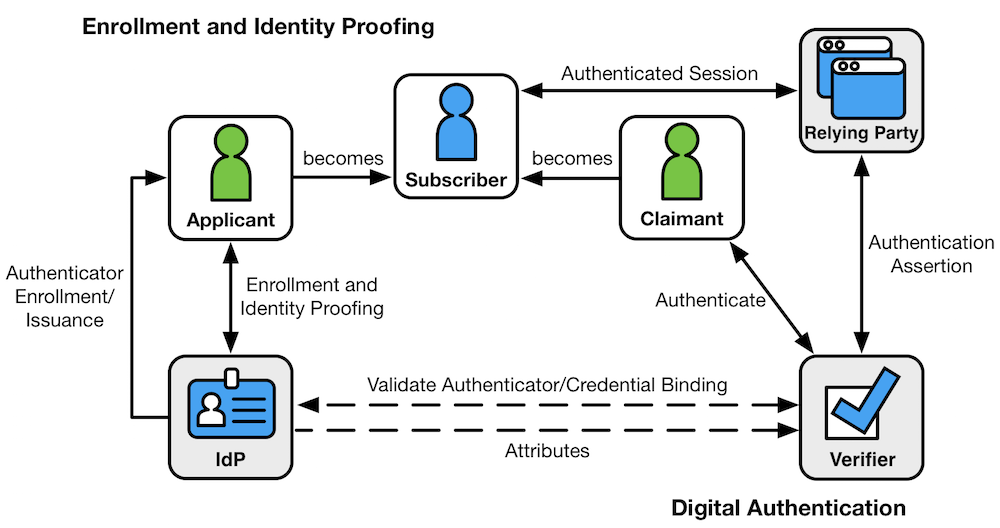 Enrollment and Identity Proofing
Authenticated Session
Relying Party
becomes
Subscriber
becomes
Applicant
Claimant
Authenticator
Enrollment/
Issuance
Enrollment and
Identity Proofing
Authenticate
Authentication
Assertion
Validate Authenticator/Credential Binding
Attributes
IdP
Verifier
Digital Authentication